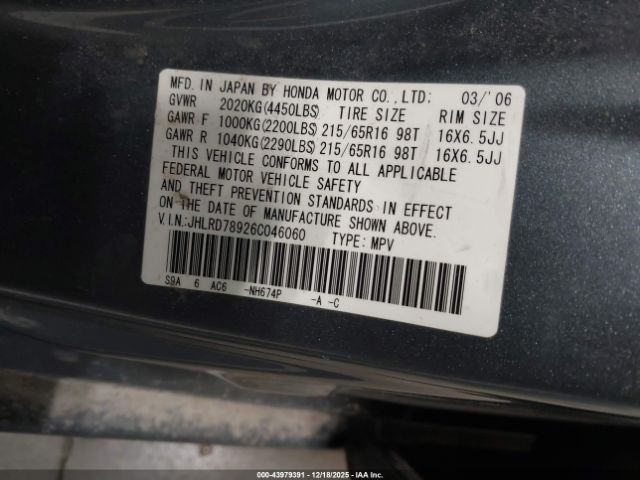 MFD. IN JAPAN BY HONDA MOTOR CO.,LTD: 03/'06
GVWR 2020KG(4450LBS) TIRE SIZE RIM SIZE
GAWR F 1000KG(2200LBS) 215/65R16 98T 16X6.5JJ
GAWR R 1040KG(2290LBS) 215/65R16 98T 16X6.5JJ
THIS VEHICLE CONFORMS TO ALL APPLICABLE
FEDERAL MOTOR VEHICLE SAFETY
AND THEFT PREVENTION STANDARDS IN EFFECT
ON THE DATE OF MANUFACTURE SHOWN ABOVE.
V.I.N.:JHLRD78926C046060 TYPE: MPV
S9A 6 AC6 -NH674P -A -C
000-43979391 - 12/18/2025 - IAA Inc.